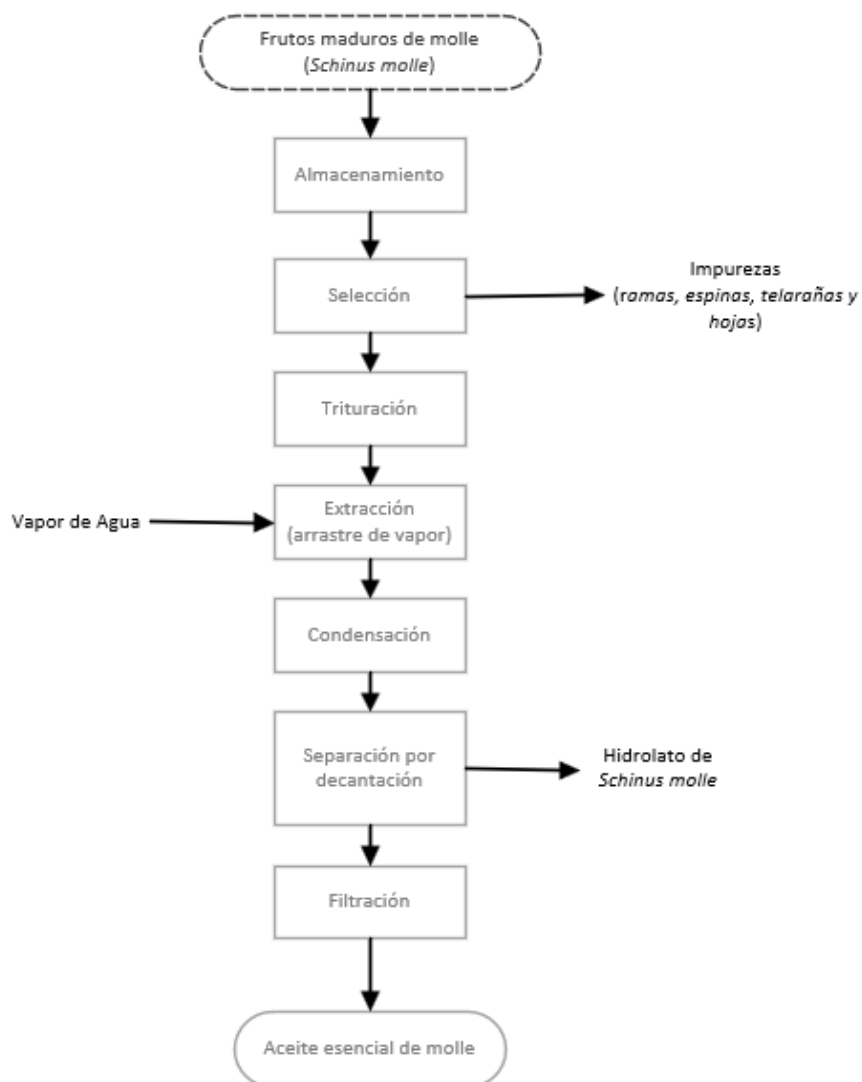 Frutos maduros de molle
(Schinus molle)
Almacenamiento
Selección
Impurezas
(ramas, espinas, telarañas y
hojas)
Trituración
Vapor de Agua
Extracción
(arrastre de vapor)
Condensación
Separación por
decantación
Hidrolato de
Schinus molle
Filtración
Aceite esencial de molle